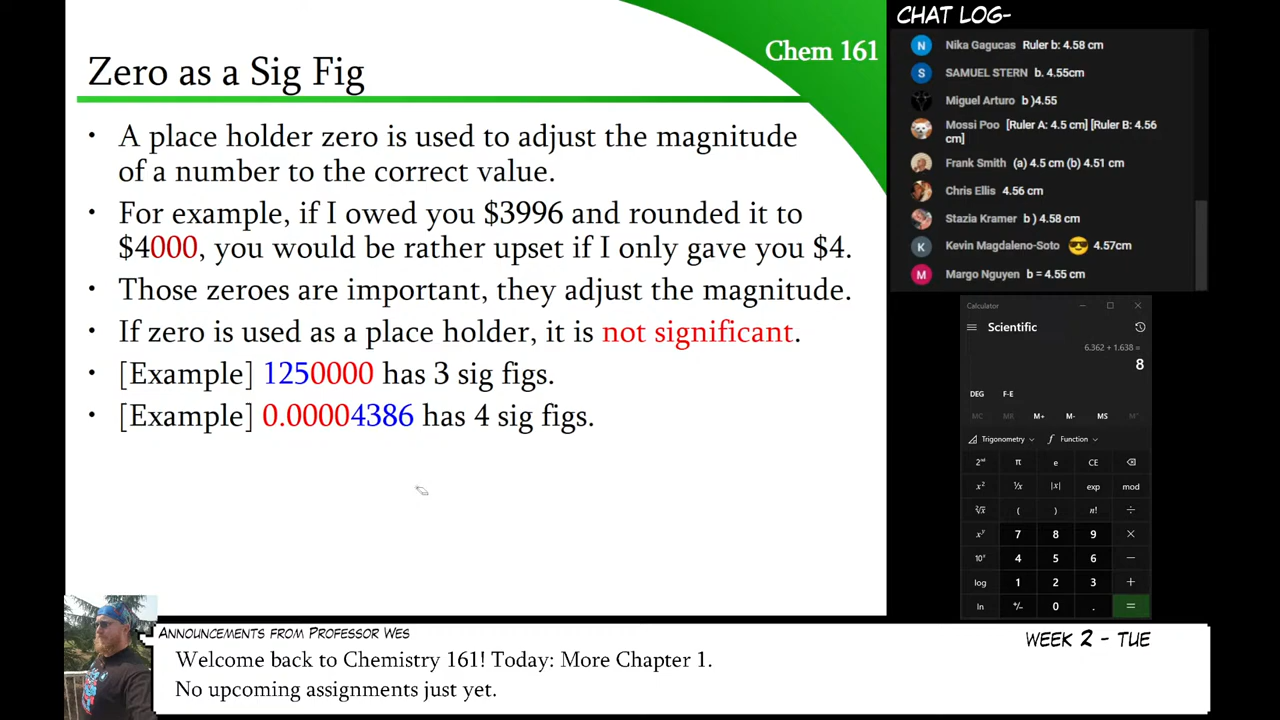 Zero as a Sig Fig
Chem 161
• A place holder zero is used to adjust the magnitude
of a number to the correct value.
• For example, if I owed you $3996 and rounded it to
$4000, you would be rather upset if I only gave you $4.
• Those zeroes are important, they adjust the magnitude.
• If zero is used as a place holder, it is not significant.
• [Example] 1250000 has 3 sig figs.
• [Example] 0.00004386 has 4 sig figs.
CHAT LOG-
N Nika Gagucas Ruler b: 4.58 cm
S SAMUEL STERN b. 4.55cm
Miguel Arturo b )4.55
Mossi Poo [Ruler A: 4.5 cm] [Ruler B: 4.56
cm]
Frank Smith (a) 4.5 cm (b) 4.51 cm
Chris Ellis 4.56 cm
Stazia Kramer b ) 4.58 cm
K Kevin Magdaleno-Soto 😎 4.57cm
M Margo Nguyen b = 4.55 cm
Calculator
Scientific
6.362 + 1.638 =
8
DEG F-E
MC MR M+ M- MS M˅
Trigonometry Function
2ⁿᵈ π e CE
x² ¹/x |x| exp mod
²√x ( ) n! ÷
xʸ 7 8 9 ×
10ˣ 4 5 6 −
log 1 2 3 +
ln +/− 0 . =
ANNOUNCEMENTS FROM PROFESSOR WES
WEEK 2 - TUE
Welcome back to Chemistry 161! Today: More Chapter 1.
No upcoming assignments just yet.